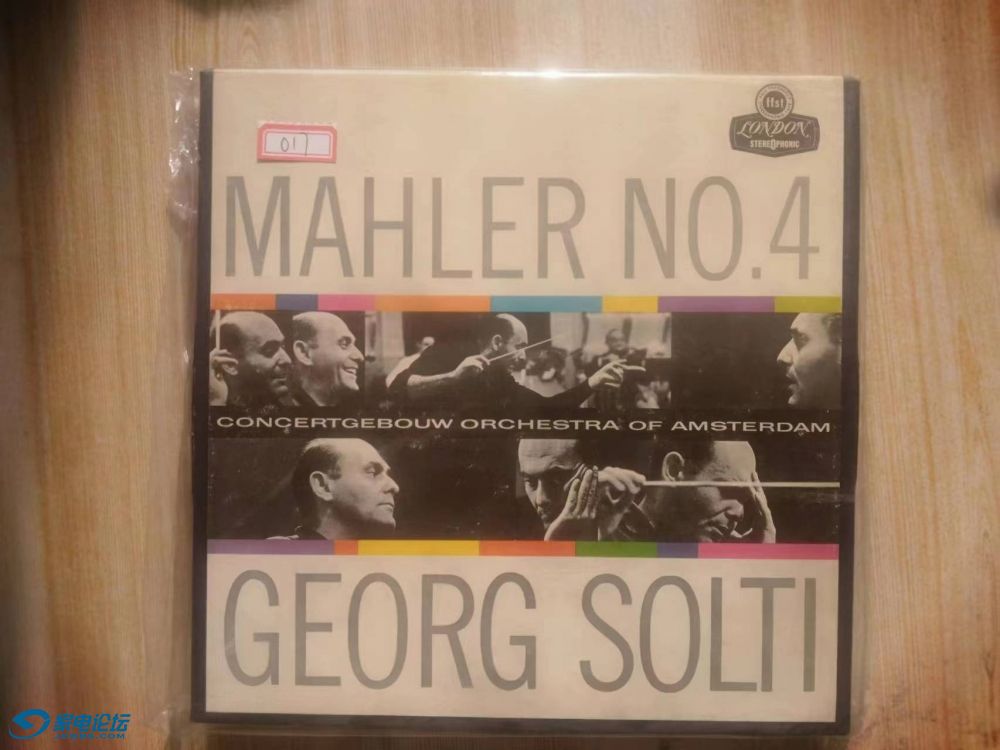 ffss
LONDON
STEREOPHONIC
017
MAHLER NO.4
CONCERTGEBOUW ORCHESTRA OF AMSTERDAM
GEORG SOLTI
家电论坛